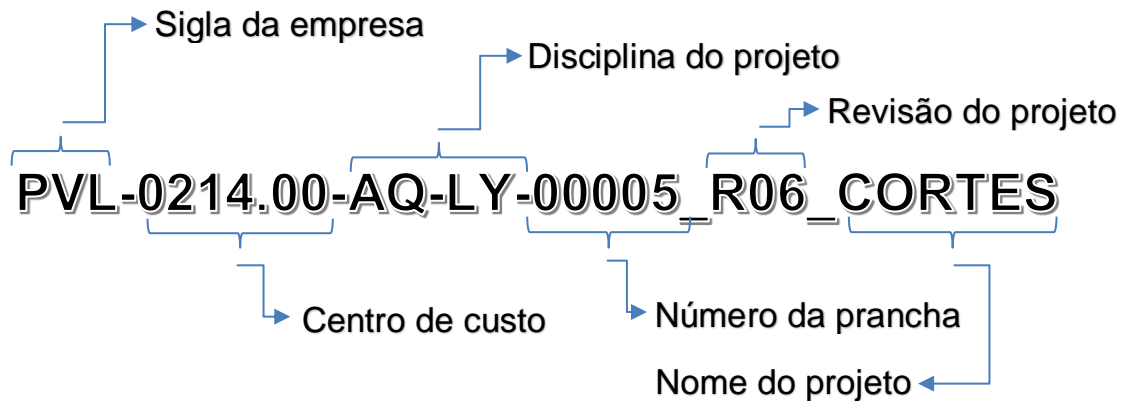 Sigla da empresa
Disciplina do projeto
Revisão do projeto
PVL-0214.00-AQ-LY-00005_R06_CORTES
Centro de custo
Número da prancha
Nome do projeto